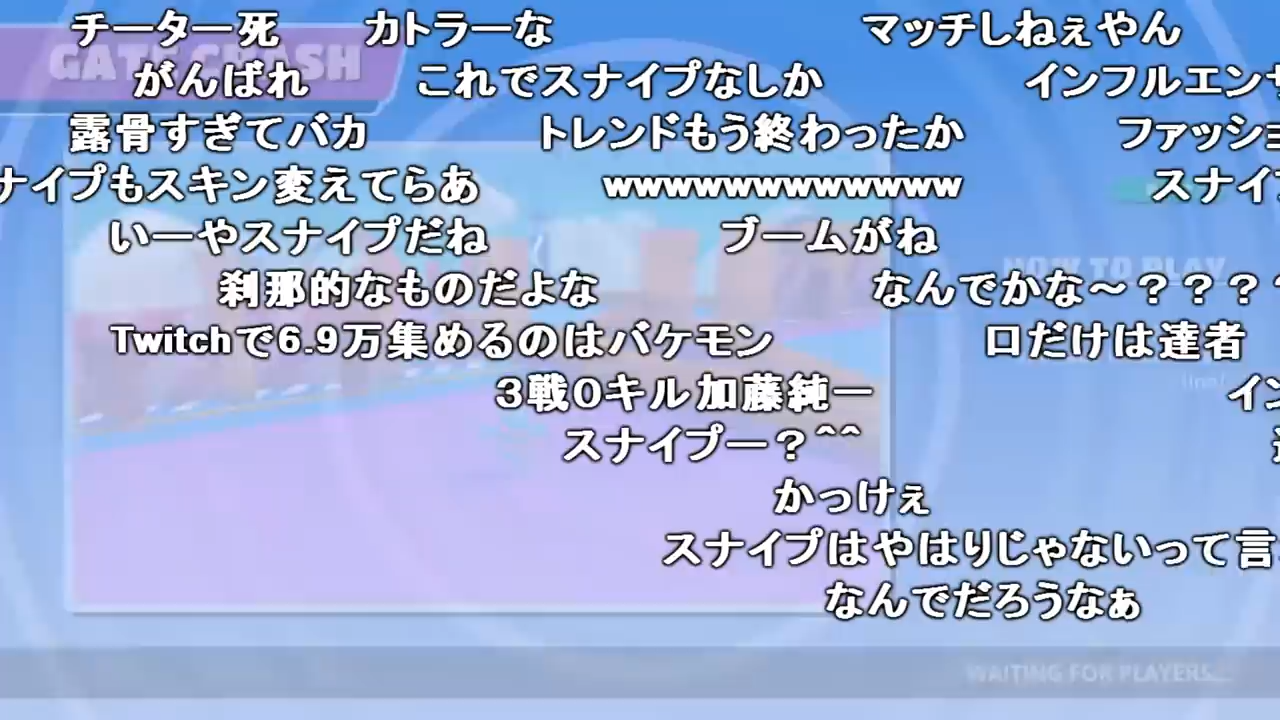 チーター死
カトラーな
マッチしねぇやん
GATE CRASH
がんばれ
これでスナイプなしか
インフルエンサ
露骨すぎてバカ
トレンドもう終わったか
ファッショ
ナイプもスキン変えてらあ
wwwwwwwwwwwwww
スナイプ
いーやスナイプだね
ブームがね
HOW TO PLAY
刹那的なものだよな
なんでかな～？？？？
Twitchで6.9万集めるのはバケモン
口だけは達者
line!
３戦０キル加藤純一
イン
スナイプー？^^
かっけぇ
スナイプはやはりじゃないって言
なんでだろうなぁ
WAITING FOR PLAYERS...